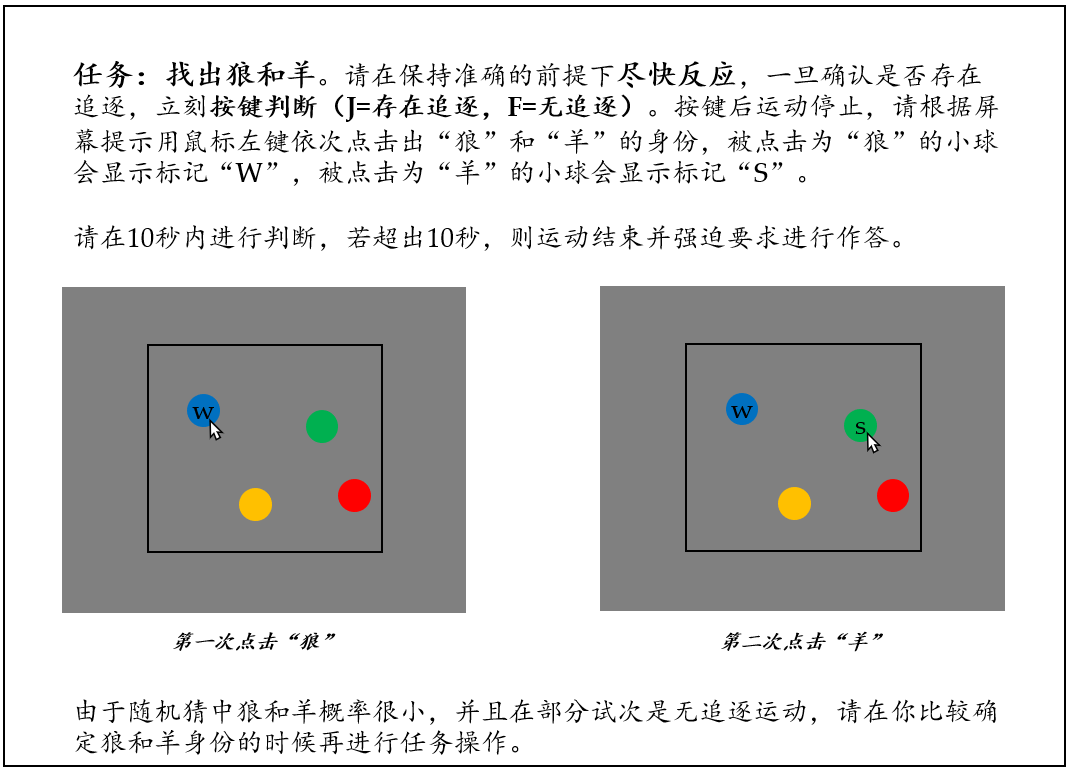 任务：找出狼和羊。请在保持准确的前提下尽快反应，一旦确认是否存在
追逐，立刻按键判断（J=存在追逐，F=无追逐）。按键后运动停止，请根据屏
幕提示用鼠标左键依次点击出“狼”和“羊”的身份，被点击为“狼”的小球
会显示标记“W”，被点击为“羊”的小球会显示标记“S”。
请在10秒内进行判断，若超出10秒，则运动结束并强迫要求进行作答。
W
W
S
第一次点击“狼”
第二次点击“羊”
由于随机猜中狼和羊概率很小，并且在部分试次是无追逐运动，请在你比较确
定狼和羊身份的时候再进行任务操作。